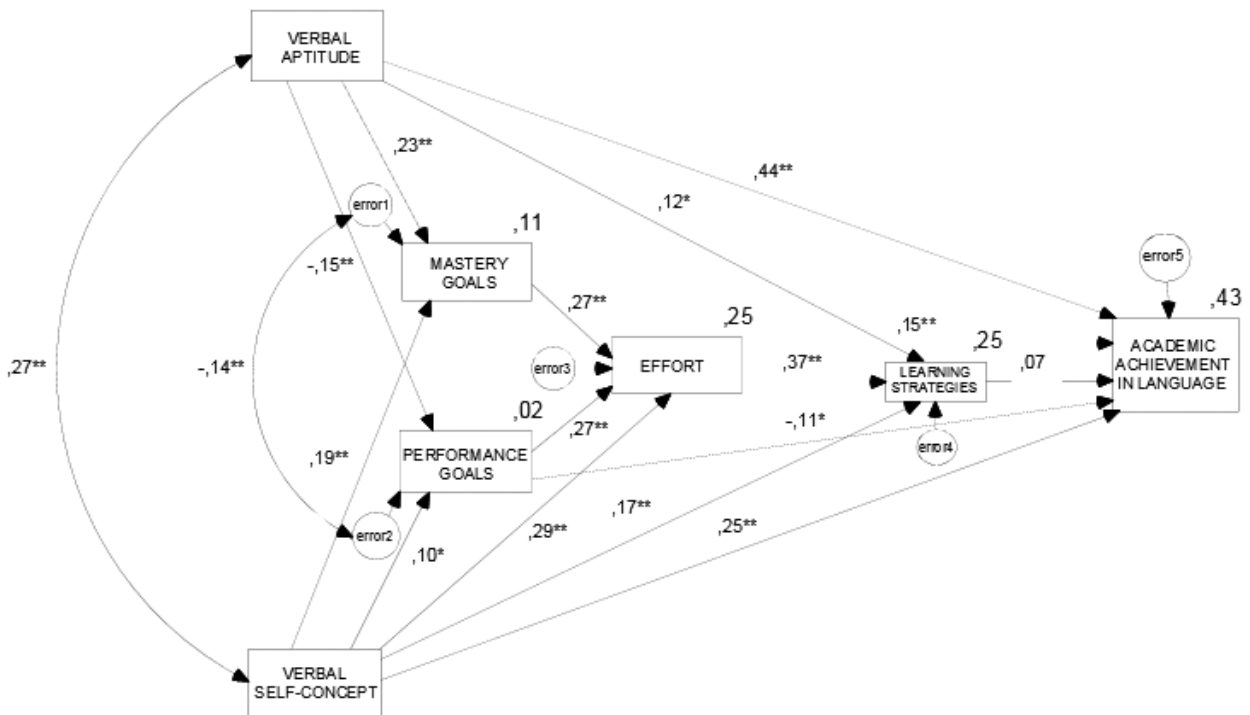 VERBAL
APTITUDE
,23**
,44**
,12*
error1
,11
error5
-,15**
MASTERY
GOALS
,27**
,43
,25
,15**
,25
,27**
-,14**
error3
EFFORT
,37**
LEARNING
STRATEGIES
,07
ACADEMIC
ACHIEVEMENT
IN LANGUAGE
,02
,27**
-,11*
PERFORMANCE
GOALS
error4
,19**
error2
,10*
,29**
,17**
,25**
VERBAL
SELF-CONCEPT